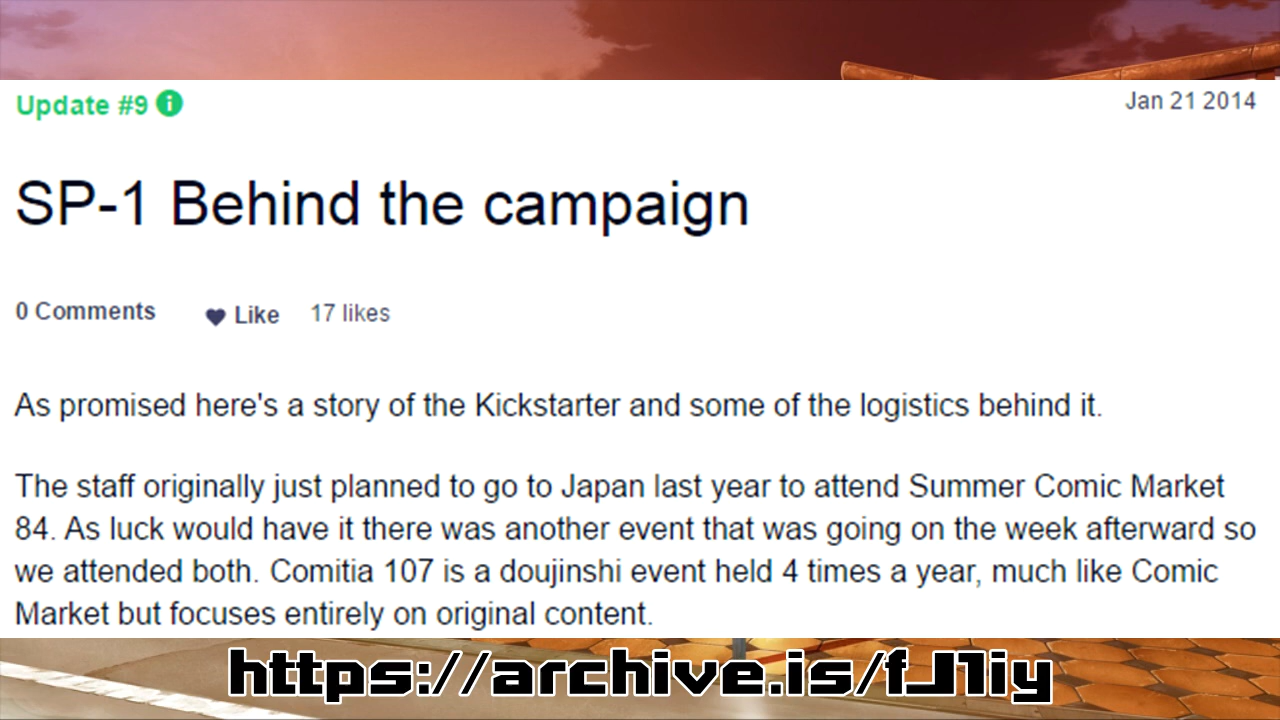 Update #9
Jan 21 2014
SP-1 Behind the campaign
0 Comments Like 17 likes
As promised here's a story of the Kickstarter and some of the logistics behind it.
The staff originally just planned to go to Japan last year to attend Summer Comic Market
84. As luck would have it there was another event that was going on the week afterward so
we attended both. Comitia 107 is a doujinshi event held 4 times a year, much like Comic
Market but focuses entirely on original content.
https://archive.is/fJ1iy